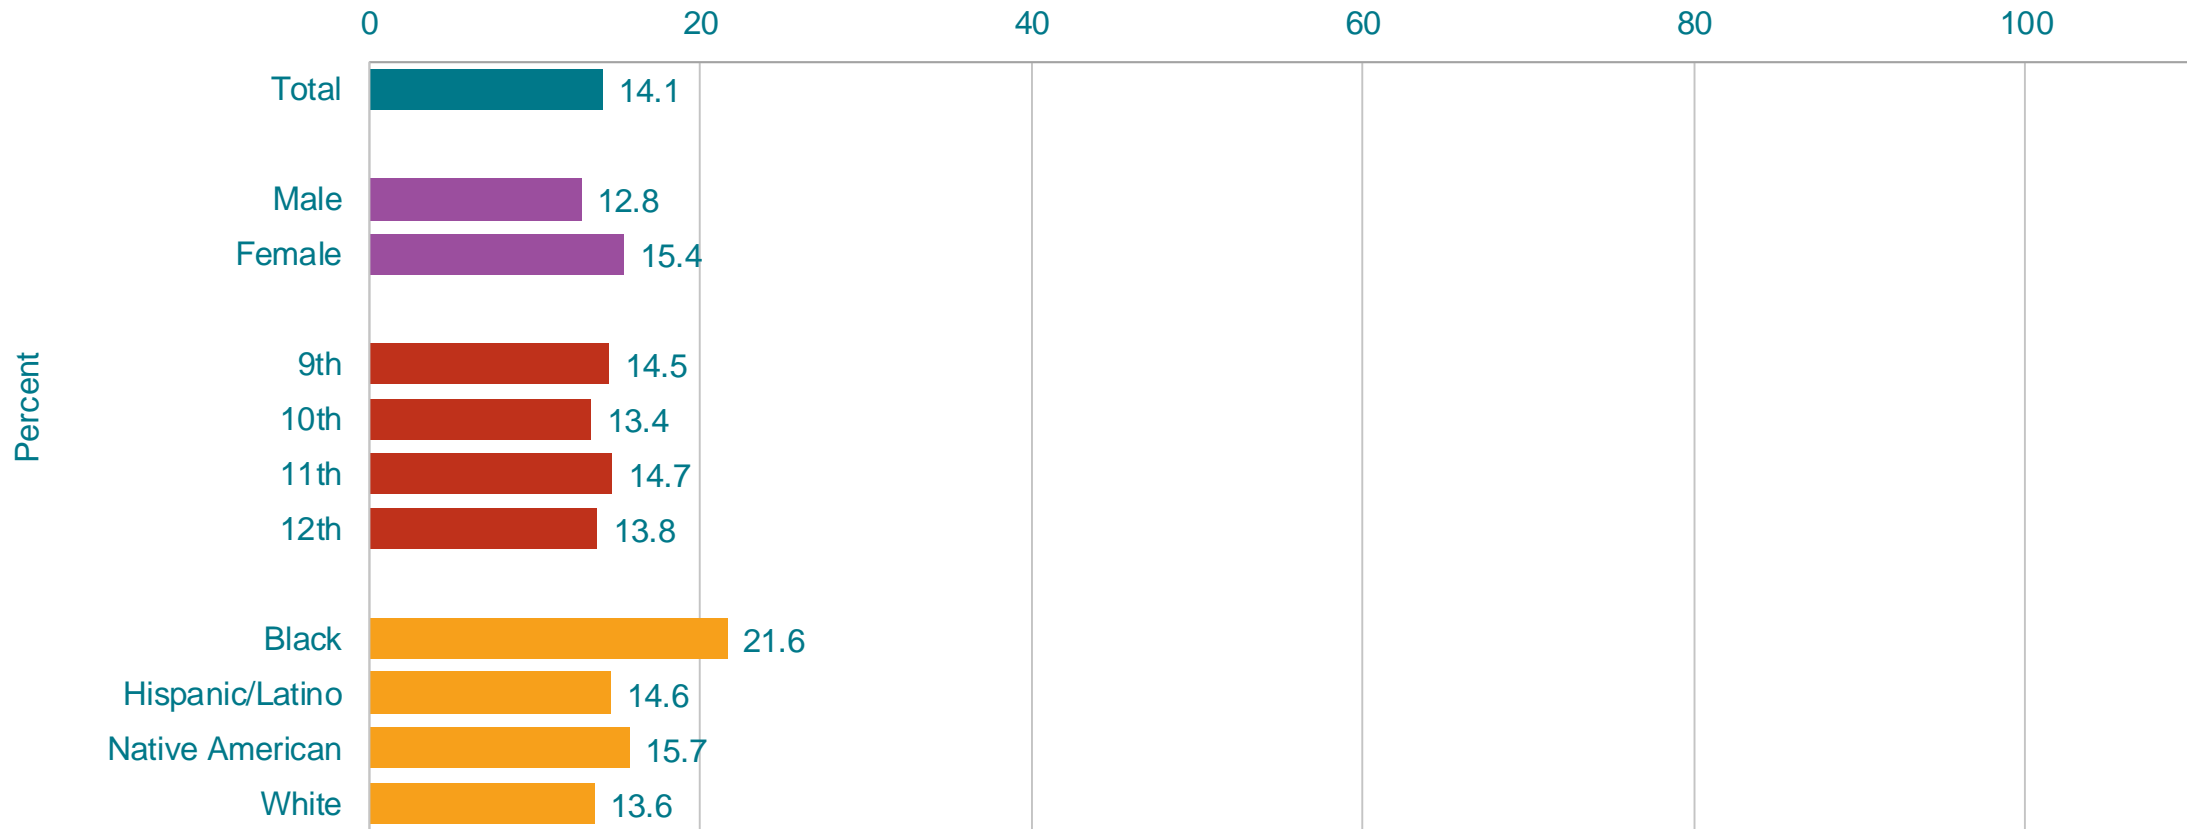 0 20 40 60 80 100
Total 14.1
Male 12.8
Female 15.4
Percent
9th 14.5
10th 13.4
11th 14.7
12th 13.8
Black 21.6
Hispanic/Latino 14.6
Native American 15.7
White 13.6